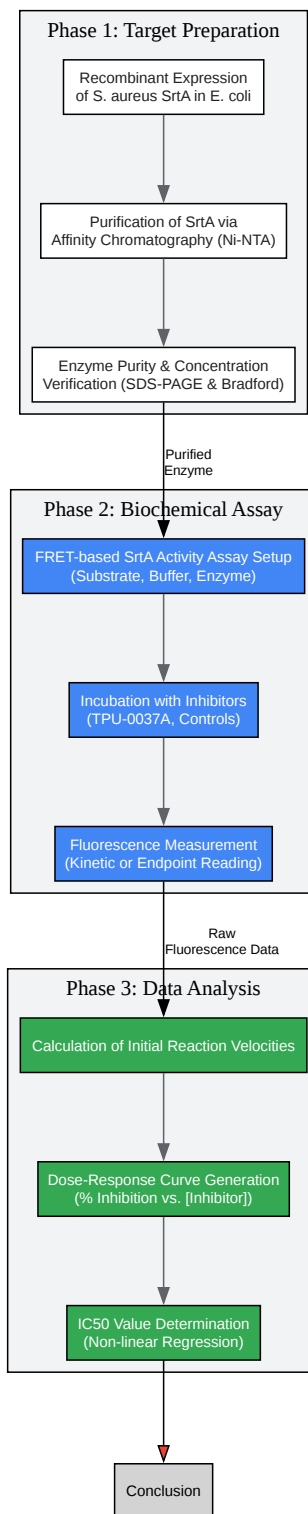 Phase 1: Target Preparation
Recombinant Expression
of S. aureus SrtA in E. coli
Purification of SrtA via
Affinity Chromatography (Ni-NTA)
Enzyme Purity & Concentration
Verification (SDS-PAGE & Bradford)
Purified
Enzyme
Phase 2: Biochemical Assay
FRET-based SrtA Activity Assay Setup
(Substrate, Buffer, Enzyme)
Incubation with Inhibitors
(TPU-0037A, Controls)
Fluorescence Measurement
(Kinetic or Endpoint Reading)
Raw
Fluorescence Data
Phase 3: Data Analysis
Calculation of Initial Reaction Velocities
Dose-Response Curve Generation
(% Inhibition vs. [Inhibitor])
IC50 Value Determination
(Non-linear Regression)
Conclusion